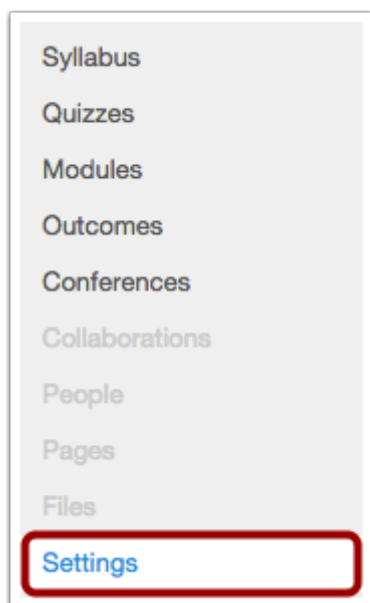 Syllabus
Quizzes
Modules
Outcomes
Conferences
Collaborations
People
Pages
Files
Settings